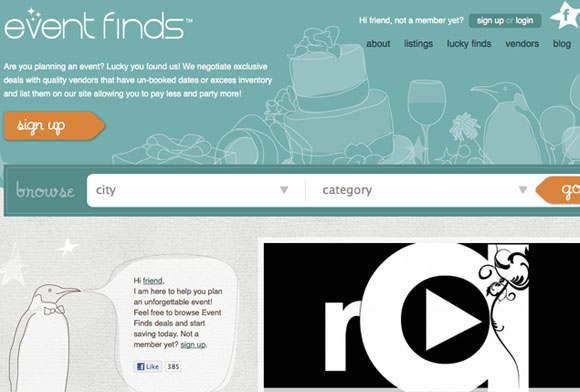 event finds™
Hi friend, not a member yet? sign up or login
f
about listings lucky finds vendors blog
Are you planning an event? Lucky you found us! We negotiate exclusive
deals with quality vendors that have un-booked dates or excess inventory
and list them on our site allowing you to pay less and party more!
sign up
browse city category go
Hi friend,
I am here to help you plan
an unforgettable event!
Feel free to browse Event
Finds deals and start
saving today. Not a
member yet? sign up.
f Like 385